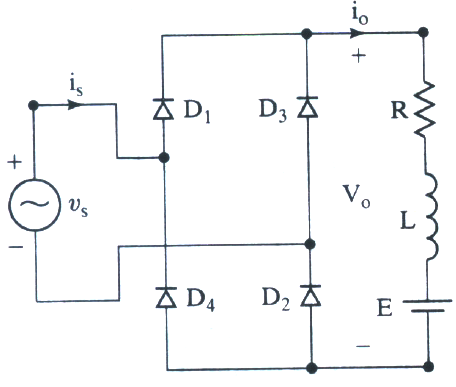 i_o
+
i_s
D_1
D_3
R
+
v_s
V_o
L
−
D_4
D_2
E
−